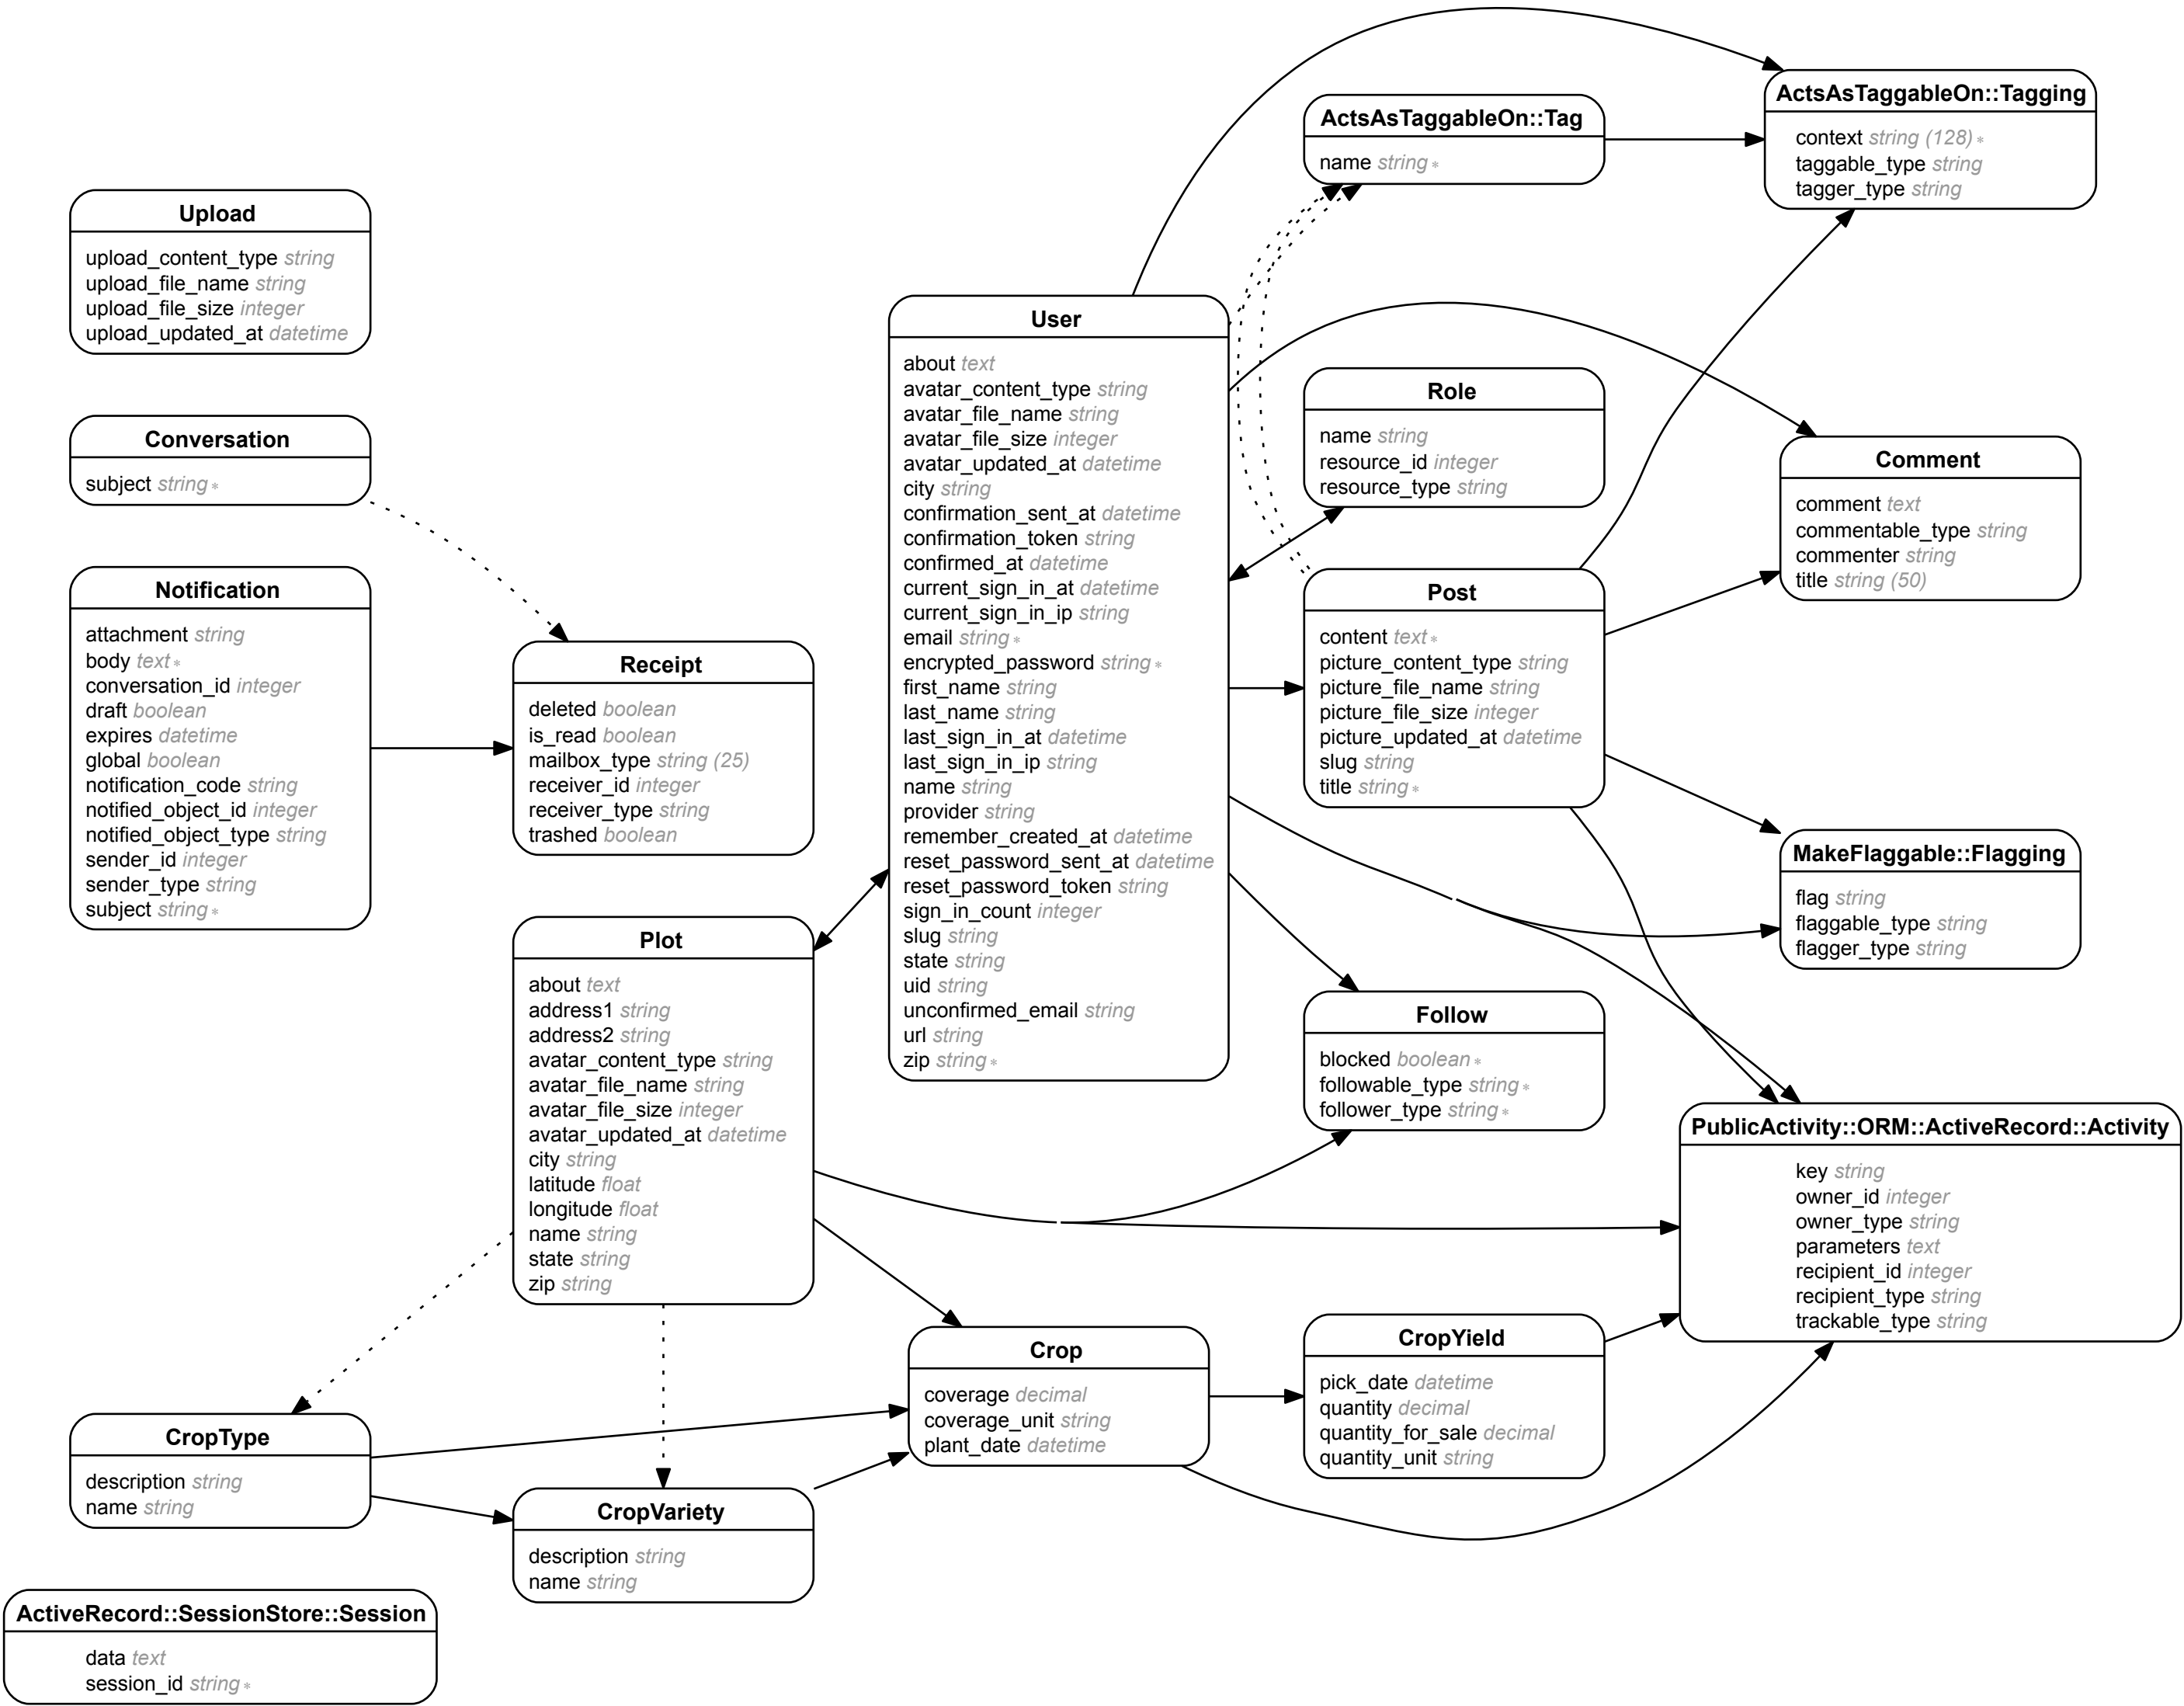 ActsAsTaggableOn::Tagging
context string (128) *
taggable_type string
tagger_type string
ActsAsTaggableOn::Tag
name string *
Upload
upload_content_type string
upload_file_name string
upload_file_size integer
upload_updated_at datetime
Conversation
subject string *
Notification
attachment string
body text *
conversation_id integer
draft boolean
expires datetime
global boolean
notification_code string
notified_object_id integer
notified_object_type string
sender_id integer
sender_type string
subject string *
Receipt
deleted boolean
is_read boolean
mailbox_type string (25)
receiver_id integer
receiver_type string
trashed boolean
User
about text
avatar_content_type string
avatar_file_name string
avatar_file_size integer
avatar_updated_at datetime
city string
confirmation_sent_at datetime
confirmation_token string
confirmed_at datetime
current_sign_in_at datetime
current_sign_in_ip string
email string *
encrypted_password string *
first_name string
last_name string
last_sign_in_at datetime
last_sign_in_ip string
name string
provider string
remember_created_at datetime
reset_password_sent_at datetime
reset_password_token string
sign_in_count integer
slug string
state string
uid string
unconfirmed_email string
url string
zip string *
Role
name string
resource_id integer
resource_type string
Comment
comment text
commentable_type string
commenter string
title string (50)
Post
content text *
picture_content_type string
picture_file_name string
picture_file_size integer
picture_updated_at datetime
slug string
title string *
MakeFlaggable::Flagging
flag string
flaggable_type string
flagger_type string
Plot
about text
address1 string
address2 string
avatar_content_type string
avatar_file_name string
avatar_file_size integer
avatar_updated_at datetime
city string
latitude float
longitude float
name string
state string
zip string
Follow
blocked boolean *
followable_type string *
follower_type string *
PublicActivity::ORM::ActiveRecord::Activity
key string
owner_id integer
owner_type string
parameters text
recipient_id integer
recipient_type string
trackable_type string
Crop
coverage decimal
coverage_unit string
plant_date datetime
CropYield
pick_date datetime
quantity decimal
quantity_for_sale decimal
quantity_unit string
CropType
description string
name string
CropVariety
description string
name string
ActiveRecord::SessionStore::Session
data text
session_id string *